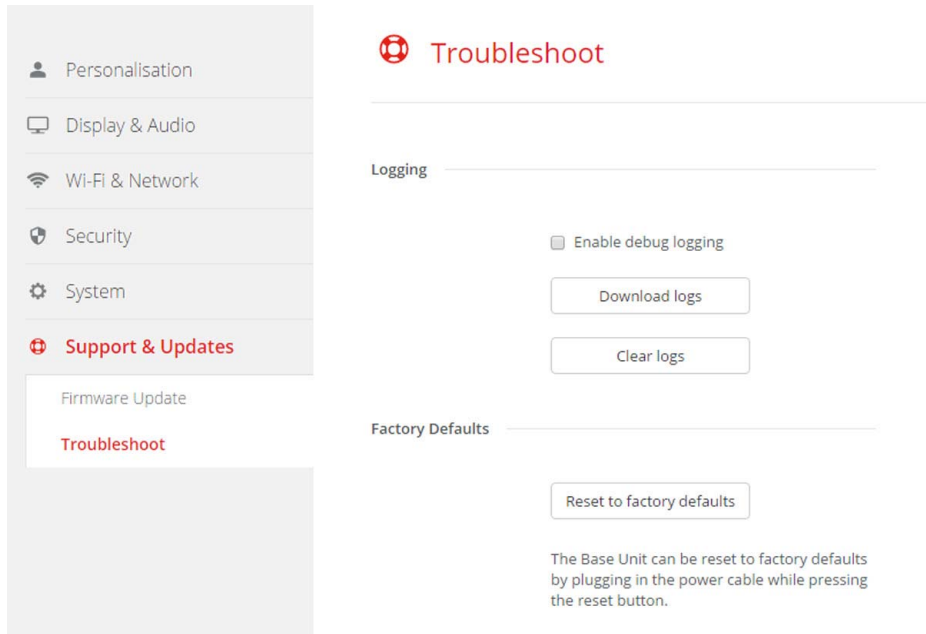 Personalisation
Display & Audio
Wi-Fi & Network
Security
System
Support & Updates
Firmware Update
Troubleshoot
Troubleshoot
Logging
Enable debug logging
Download logs
Clear logs
Factory Defaults
Reset to factory defaults
The Base Unit can be reset to factory defaults
by plugging in the power cable while pressing
the reset button.